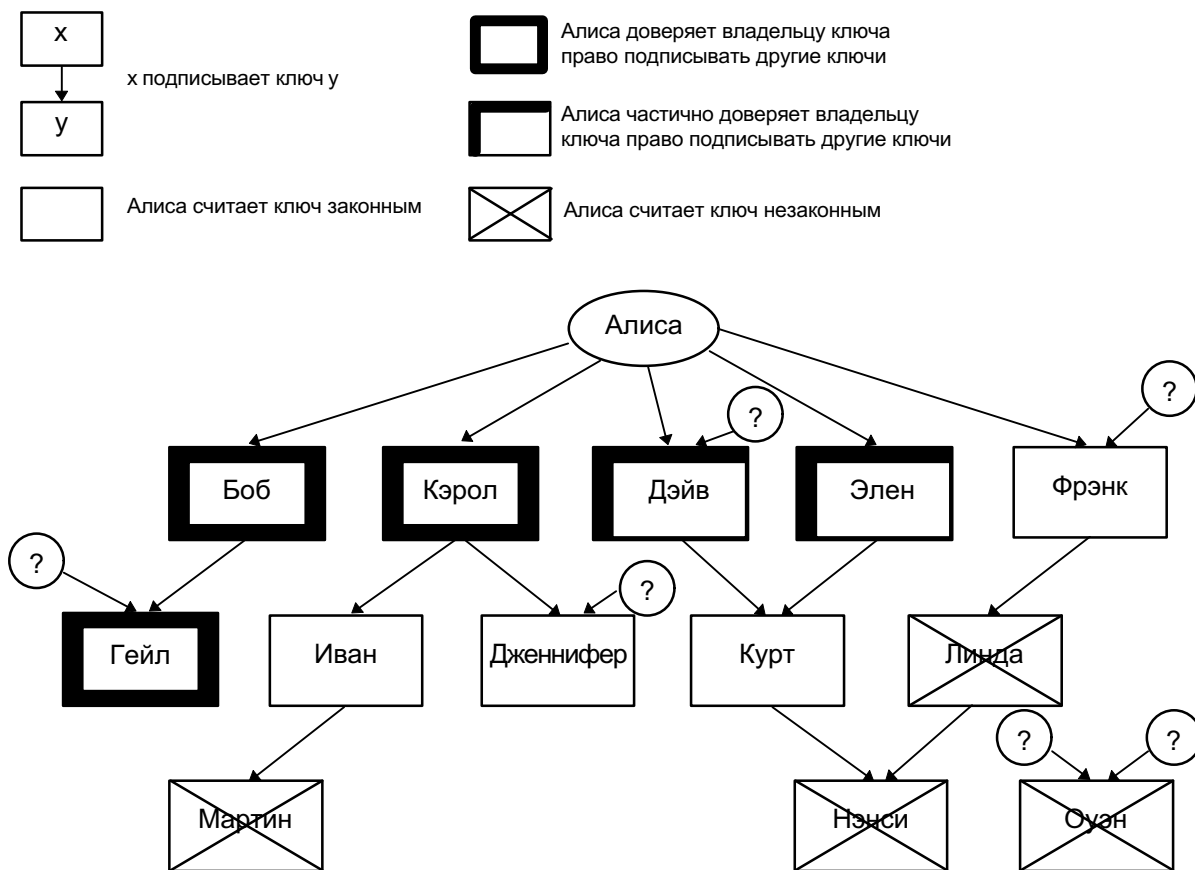 x
x подписывает ключ y
y
Алиса считает ключ законным
Алиса доверяет владельцу ключа
право подписывать другие ключи
Алиса частично доверяет владельцу
ключа право подписывать другие ключи
Алиса считает ключ незаконным
Алиса
?
?
Боб
Кэрол
Дэйв
Элен
Фрэнк
?
?
Гейл
Иван
Дженнифер
Курт
Линда
?
?
Мартин
Нэнси
Оуэн